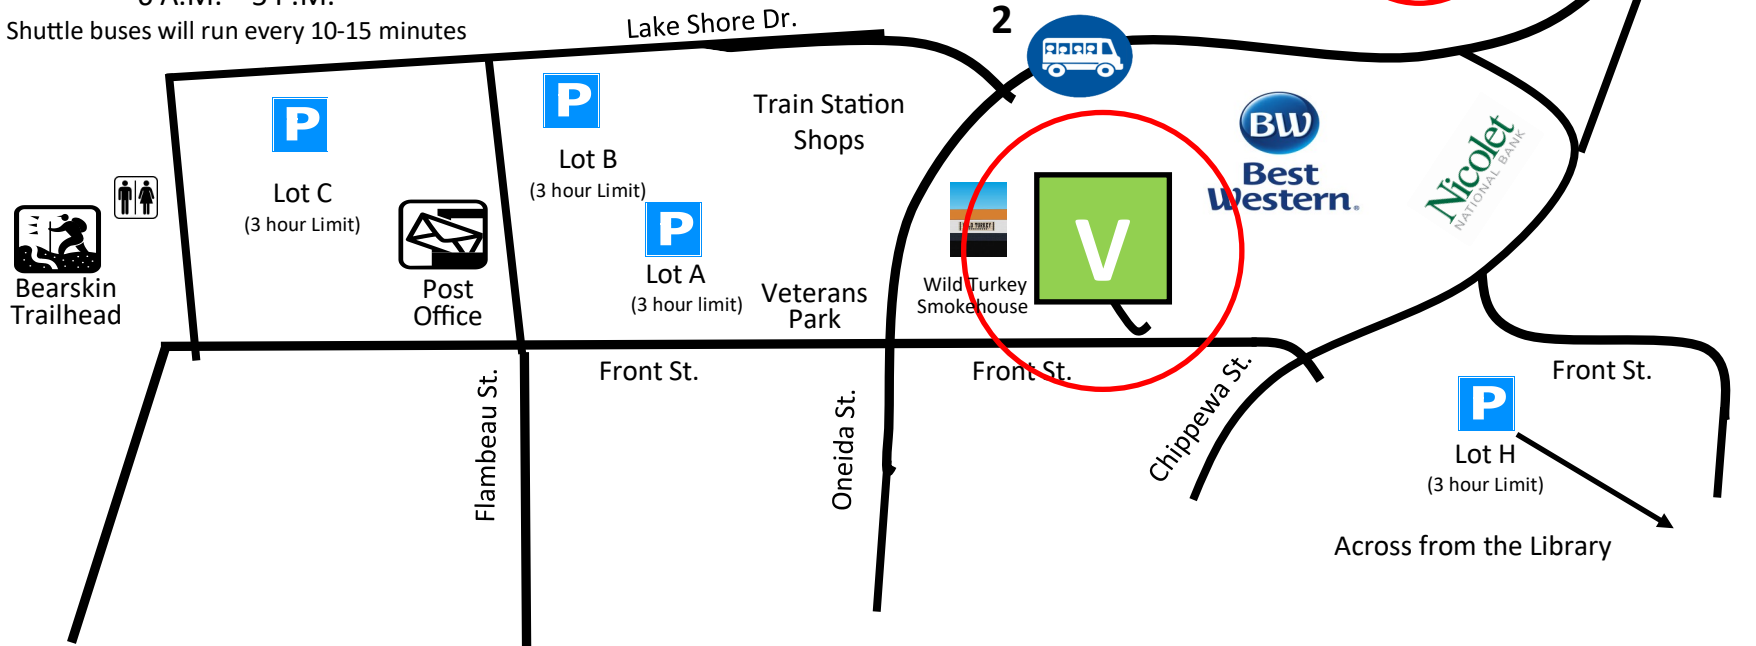 Shuttle buses will run every 10-15 minutes
Lake Shore Dr.
2
P
Lot C
(3 hour Limit)
P
Lot B
(3 hour Limit)
P
Lot A
(3 hour limit)
Train Station
Shops
Bearskin
Trailhead
Post
Office
Veterans
Park
WILD TURKEY
Wild Turkey
Smokehouse
V
BW
Best
Western.
Nicolet
NATIONAL BANK
Front St.
Front St.
Front St.
Flambeau St.
Oneida St.
Chippewa St.
P
Lot H
(3 hour Limit)
Across from the Library